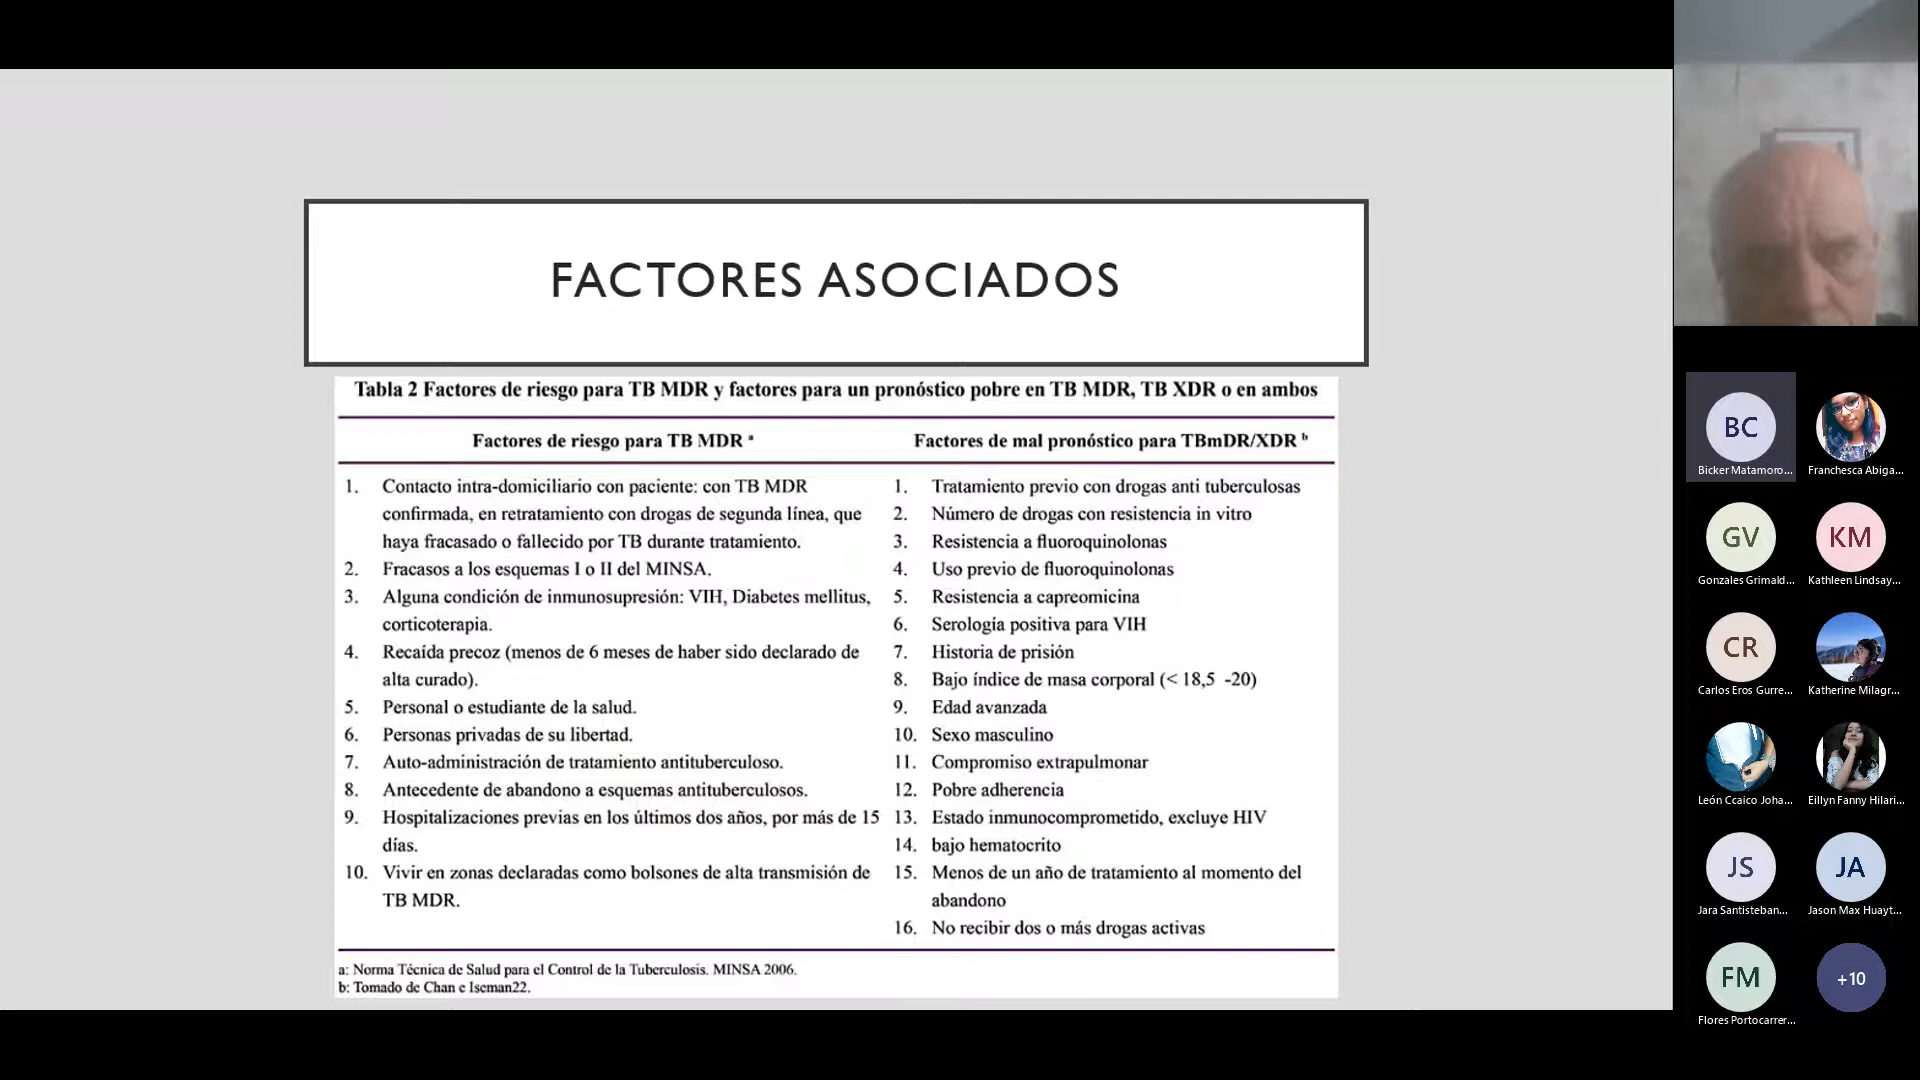 FACTORES ASOCIADOS
Tabla 2 Factores de riesgo para TB MDR y factores para un pronóstico pobre en TB MDR, TB XDR o en ambos
Factores de riesgo para TB MDR ª
1. Contacto intra-domiciliario con paciente: con TB MDR
confirmada, en retratamiento con drogas de segunda línea, que
haya fracasado o fallecido por TB durante tratamiento.
2. Fracasos a los esquemas I o II del MINSA.
3. Alguna condición de inmunosupresión: VIH, Diabetes mellitus,
corticoterapia.
4. Recaída precoz (menos de 6 meses de haber sido declarado de
alta curado).
5. Personal o estudiante de la salud.
6. Personas privadas de su libertad.
7. Auto-administración de tratamiento antituberculoso.
8. Antecedente de abandono a esquemas antituberculosos.
9. Hospitalizaciones previas en los últimos dos años, por más de 15
días.
10. Vivir en zonas declaradas como bolsones de alta transmisión de
TB MDR.
Factores de mal pronóstico para TBmDR/XDR ᵇ
1. Tratamiento previo con drogas anti tuberculosas
2. Número de drogas con resistencia in vitro
3. Resistencia a fluoroquinolonas
4. Uso previo de fluoroquinolonas
5. Resistencia a capreomicina
6. Serología positiva para VIH
7. Historia de prisión
8. Bajo índice de masa corporal (< 18,5 -20)
9. Edad avanzada
10. Sexo masculino
11. Compromiso extrapulmonar
12. Pobre adherencia
13. Estado inmunocomprometido, excluye HIV
14. bajo hematocrito
15. Menos de un año de tratamiento al momento del
abandono
16. No recibir dos o más drogas activas
a: Norma Técnica de Salud para el Control de la Tuberculosis. MINSA 2006.
b: Tomado de Chan e Iseman22.
BC
Bicker Matamoro...
Franchesca Abiga...
GV
Gonzales Grimald...
KM
Kathleen Lindsay...
CR
Carlos Eros Gurre...
Katherine Milagr...
León Ccaico Joha...
Eillyn Fanny Hilari...
JS
Jara Santisteban...
JA
Jason Max Huayt...
FM
Flores Portocarrer...
+10